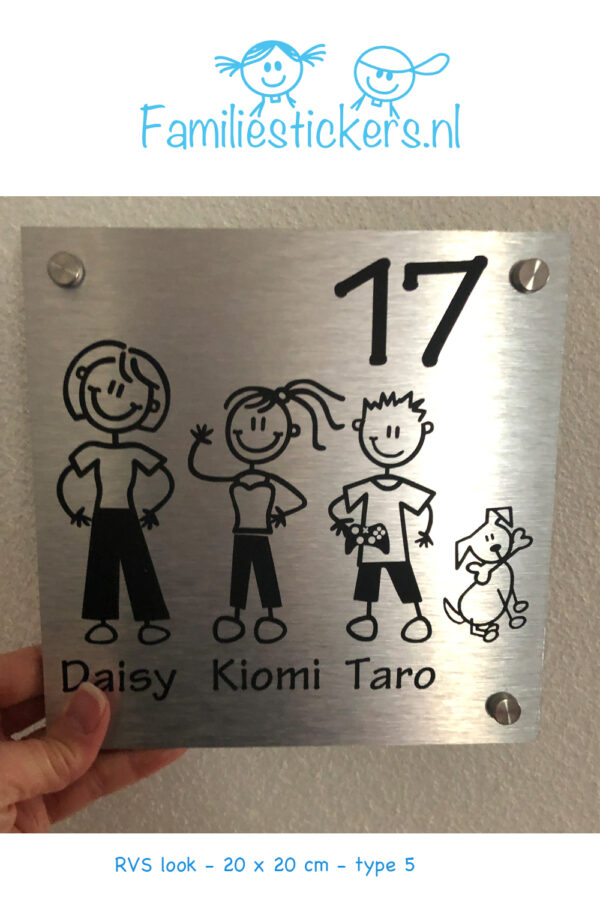 Familiestickers.nl
17
Daisy Kiomi Taro
RVS look - 20 x 20 cm - type 5